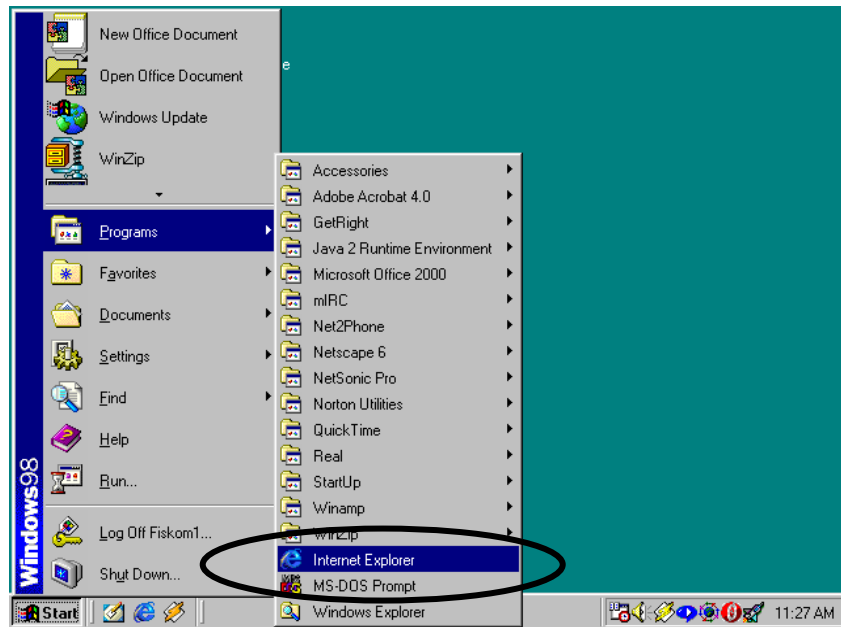 New Office Document
Open Office Document
Windows Update
WinZip
Programs
Favorites
Documents
Settings
Find
Help
Run...
Log Off Fiskom1...
Shut Down...
Windows98
e
Accessories
Adobe Acrobat 4.0
GetRight
Java 2 Runtime Environment
Microsoft Office 2000
mIRC
Net2Phone
Netscape 6
NetSonic Pro
Norton Utilities
QuickTime
Real
StartUp
Winamp
WinZip
Internet Explorer
MS-DOS Prompt
Windows Explorer
Start
11:27 AM